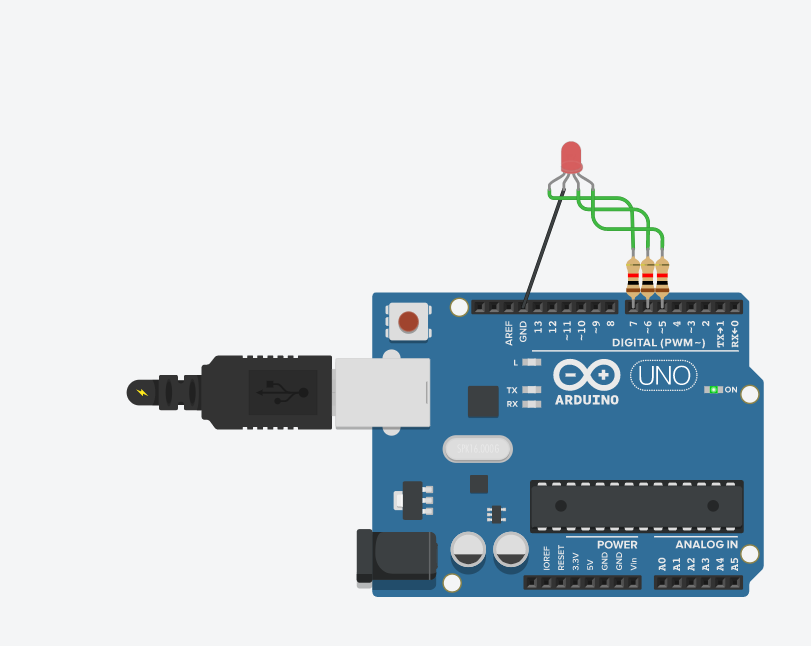 AREF
GND
13
12
~11
~10
~9
8
7
~6
~5
4
~3
2
TX→1
RX←0
DIGITAL (PWM~)
L
TX
RX
UNO
ON
ARDUINO
POWER
ANALOG IN
IOREF
RESET
3.3V
5V
GND
GND
Vin
A0
A1
A2
A3
A4
A5